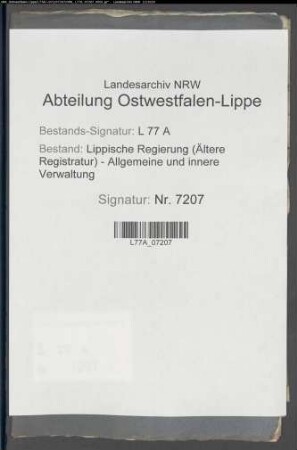 Landesarchiv NRW
Abteilung Ostwestfalen-Lippe
Bestands-Signatur: L 77 A
Bestand: Lippische Regierung (Ältere
Registratur) - Allgemeine und innere
Verwaltung
Signatur: Nr. 7207
L77A_07207